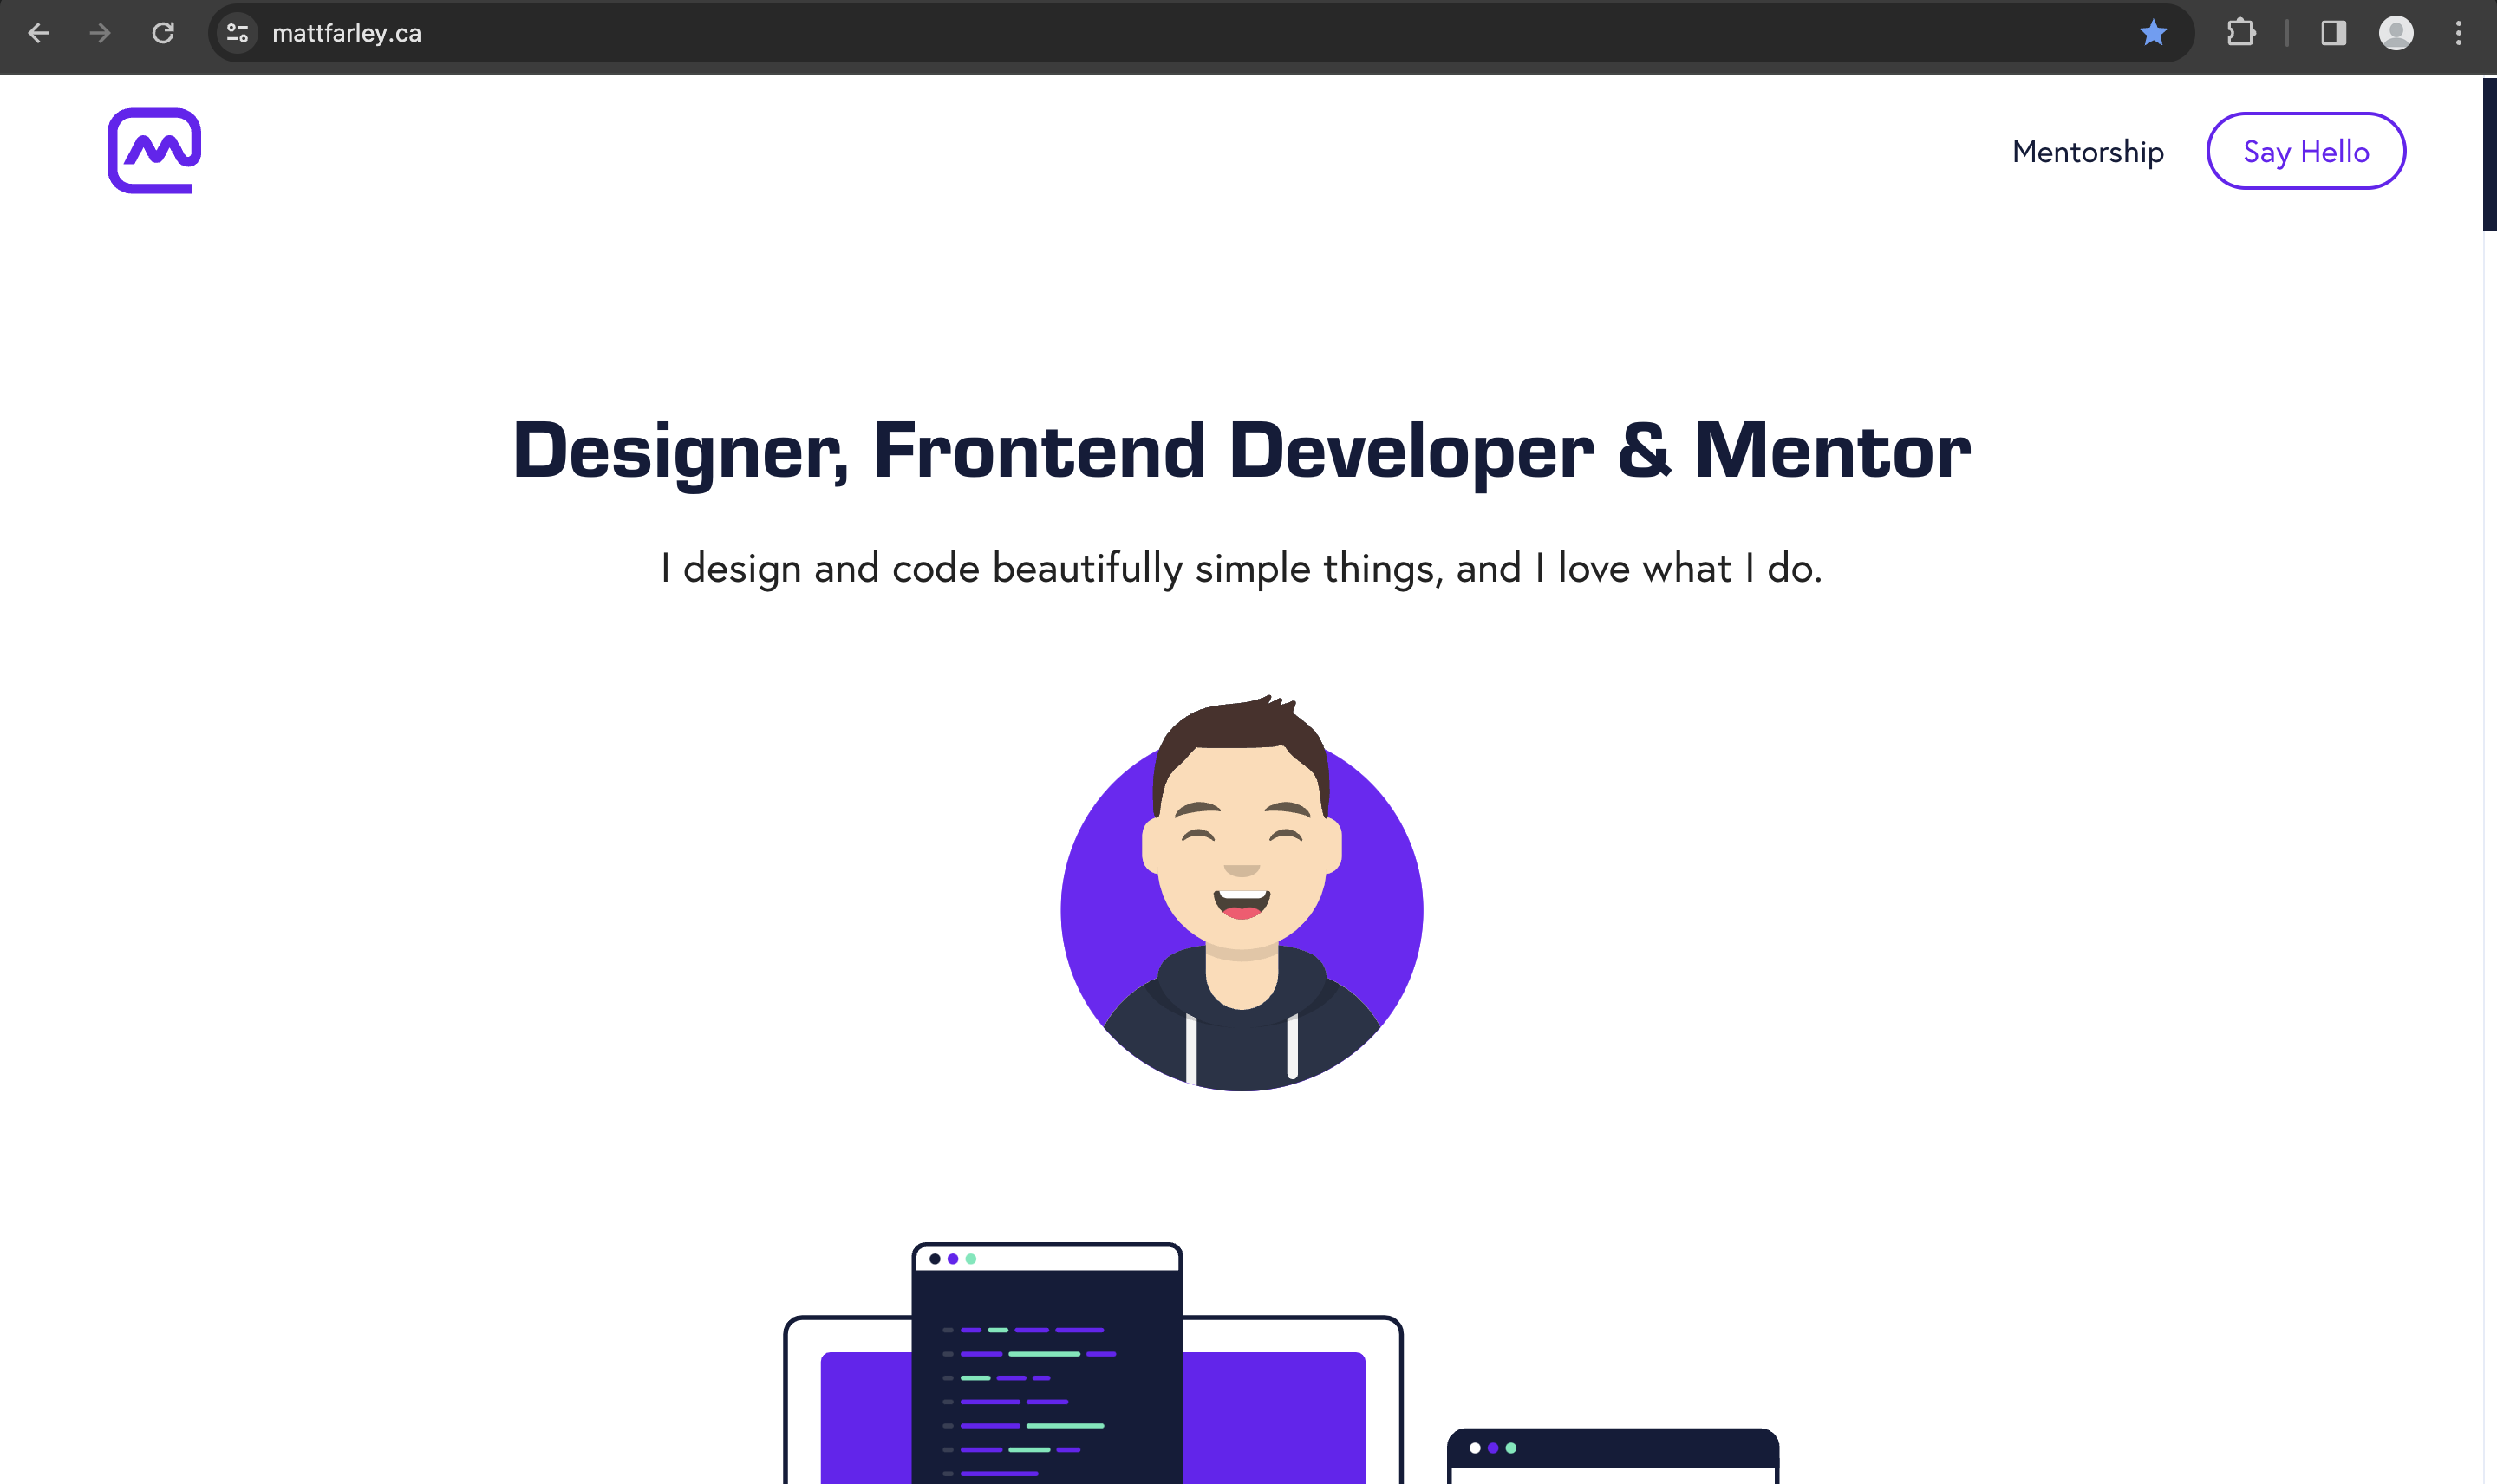 mattfarley.ca
Mentorship
Say Hello
Designer, Frontend Developer & Mentor
I design and code beautifully simple things, and I love what I do.